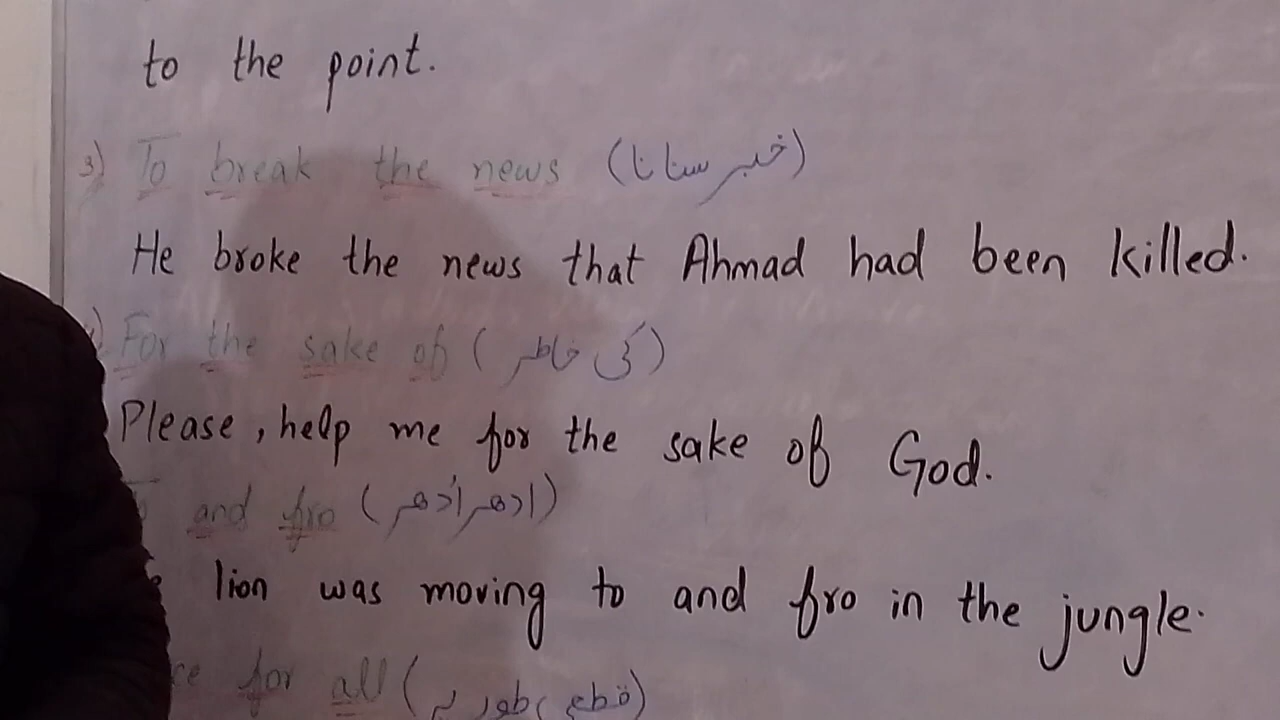 to the point.
3) To break the news (خبر سنانا)
He broke the news that Ahmad had been killed.
For the sake of (کی خاطر)
Please, help me for the sake of God.
and fro (اِدھر اُدھر)
lion was moving to and fro in the jungle.
for all (قطعی طور پر)